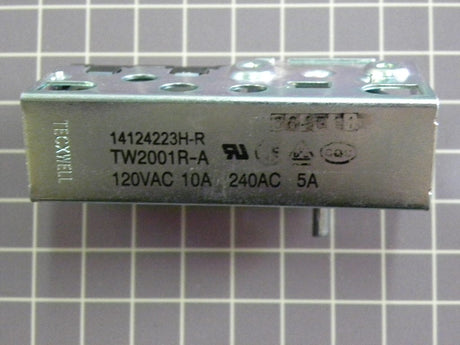 TECXWELL
14124223H-R
TW2001R-A
120VAC 10A 240AC 5A